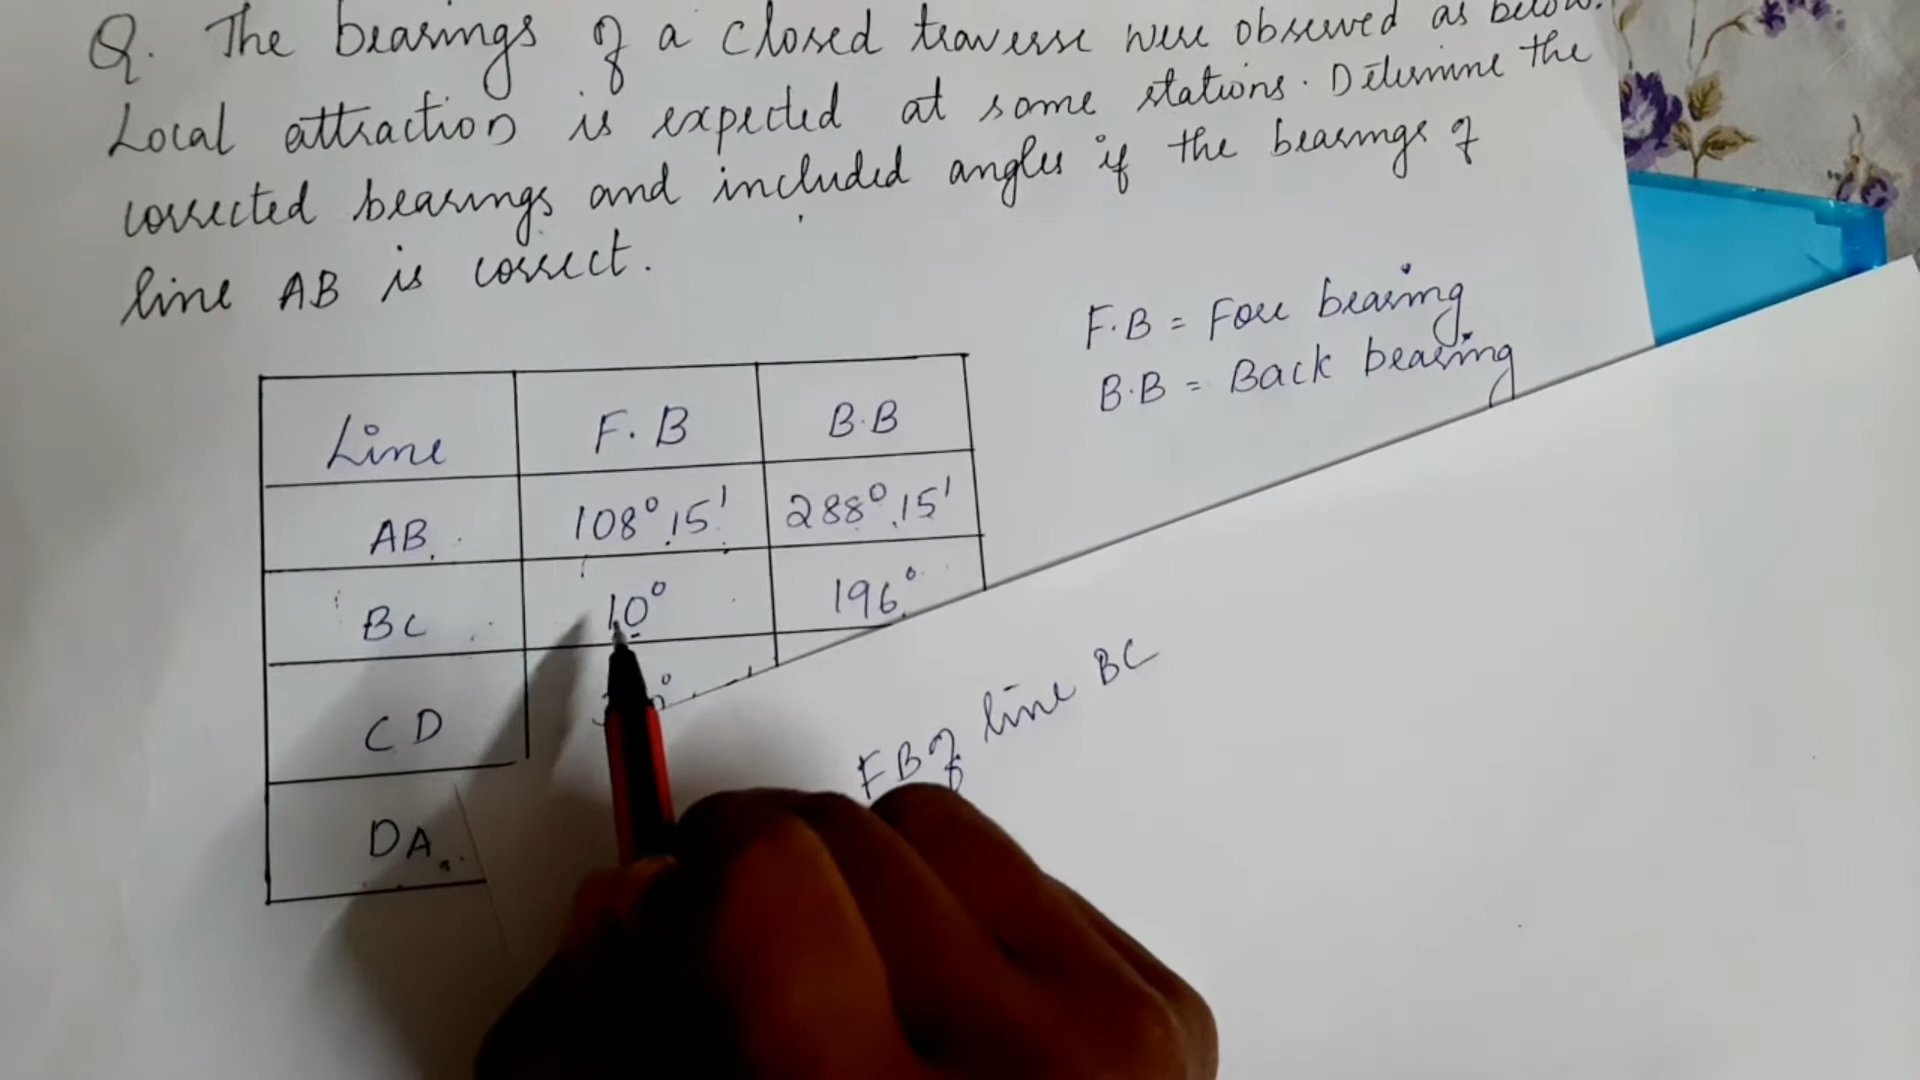 Q. The bearings of a closed traverse were observed as below.
Local attraction is expected at some stations. Determine the
corrected bearings and included angles if the bearings of
line AB is correct.
F.B = Fore bearing
B.B = Back bearing
Line F.B B.B
AB 108° 15' 288° 15'
BC 10° 196°
CD
DA
FB of line BC